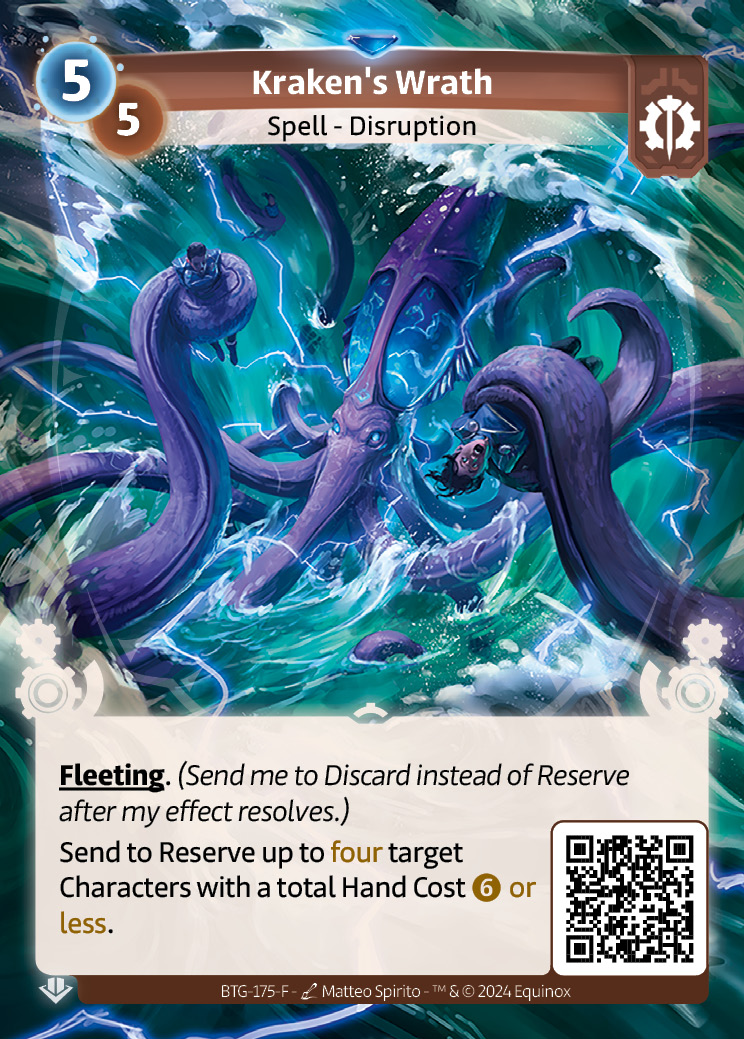 5
Kraken's Wrath
5
Spell - Disruption
Fleeting. (Send me to Discard instead of Reserve
after my effect resolves.)
Send to Reserve up to four target
Characters with a total Hand Cost 6 or
less.
BTG-175-F - Matteo Spirito - ™ & © 2024 Equinox